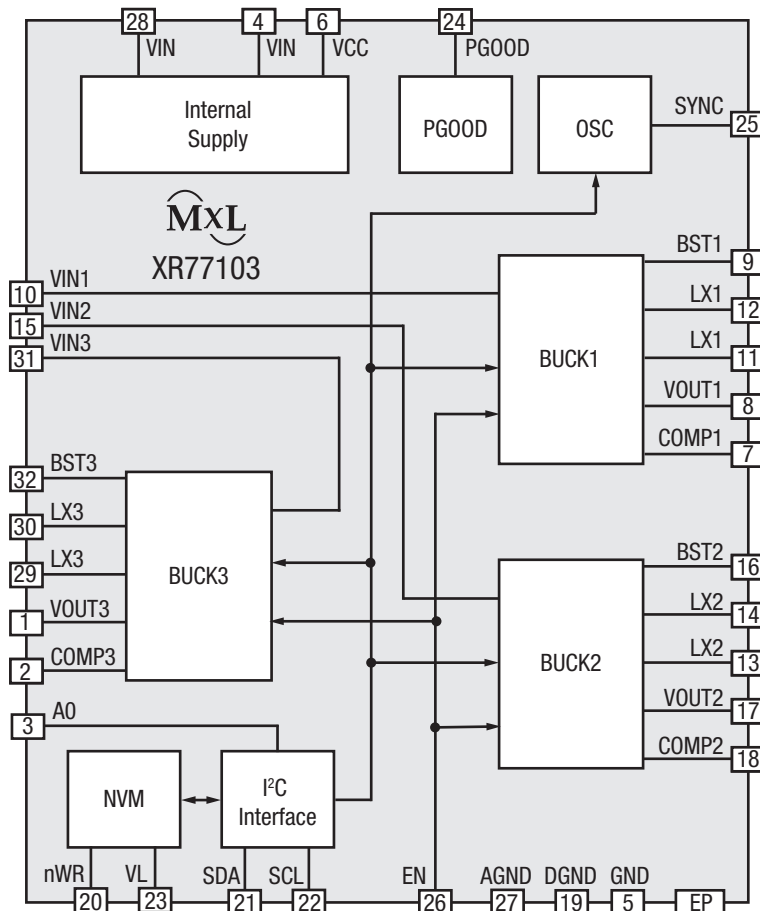 28 4 6 24
VIN VIN VCC PGOOD
Internal
Supply
PGOOD
OSC
SYNC
25
MxL
XR77103
10 VIN1
15 VIN2
31 VIN3
BUCK1
BST1 9
LX1 12
LX1 11
VOUT1 8
COMP1 7
32 BST3
30 LX3
29 LX3
1 VOUT3
2 COMP3
BUCK3
BUCK2
BST2 16
LX2 14
LX2 13
VOUT2 17
COMP2 18
3 A0
NVM
I²C
Interface
nWR VL SDA SCL EN AGND DGND GND
20 23 21 22 26 27 19 5 EP